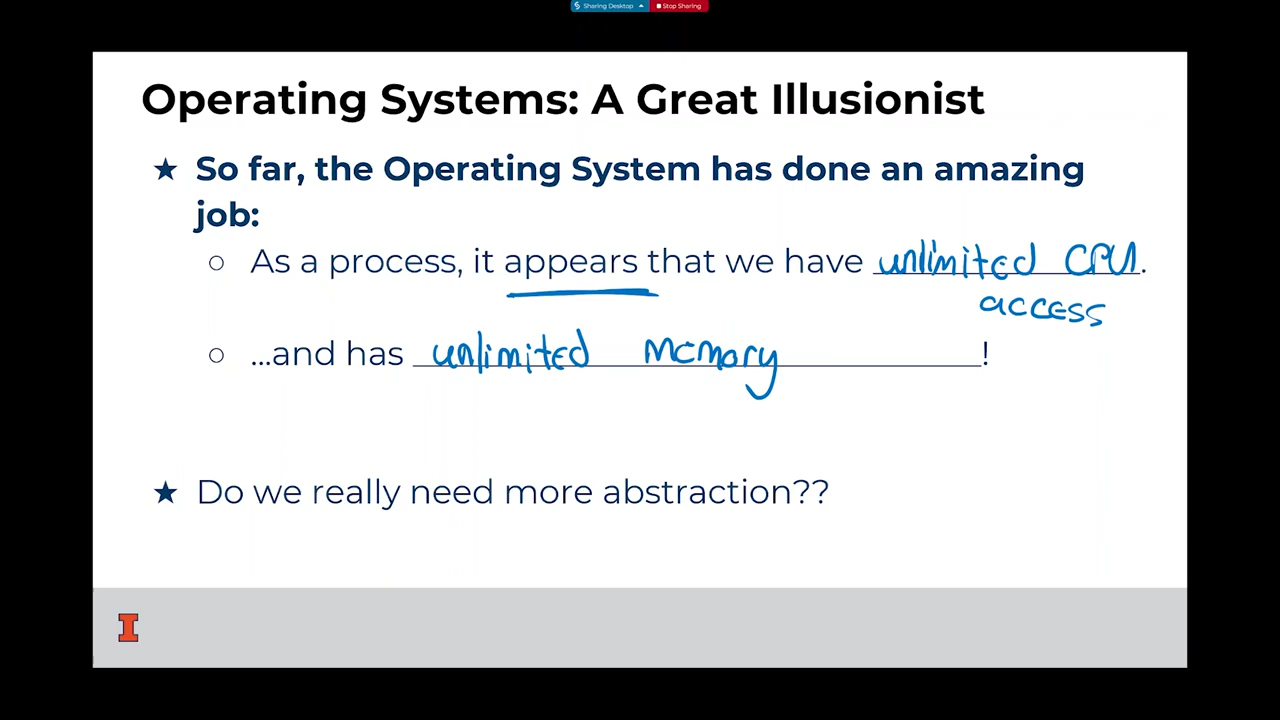 Sharing Desktop Stop Sharing
Operating Systems: A Great Illusionist
★ So far, the Operating System has done an amazing
job:
○ As a process, it appears that we have unlimited CPU.
access
○ ...and has unlimited memory!
★ Do we really need more abstraction??
I